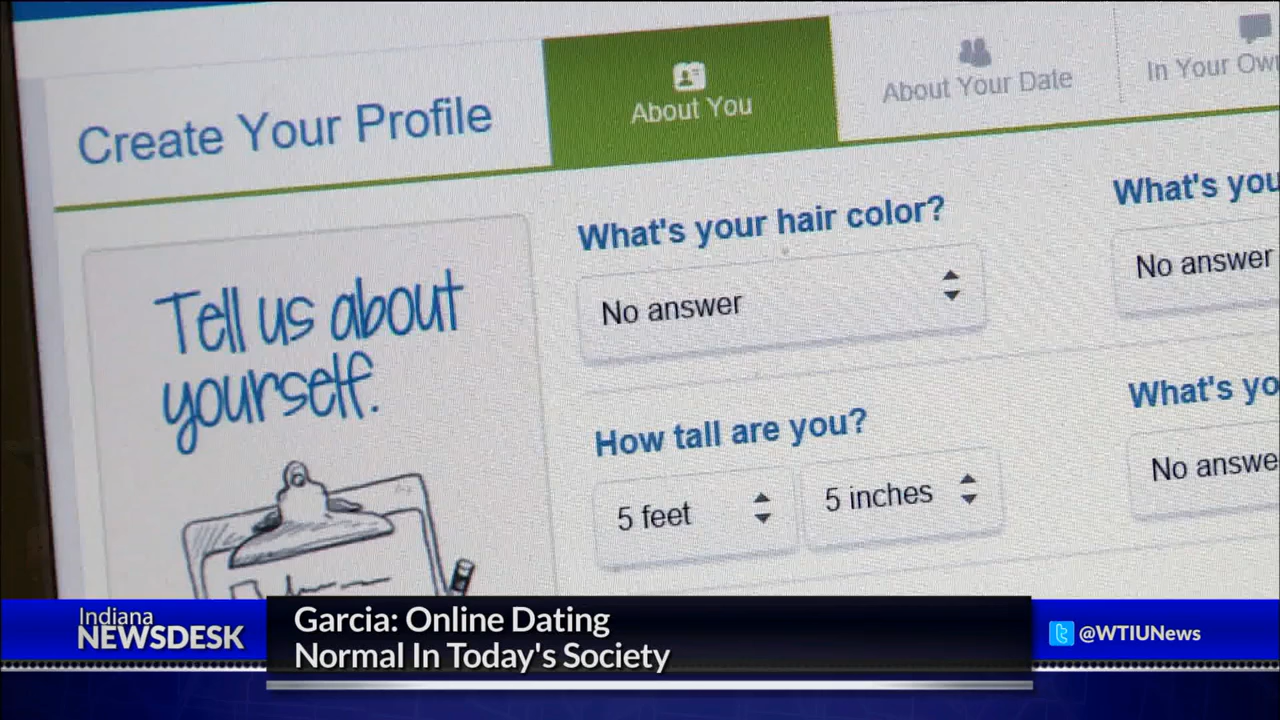 Create Your Profile
About You
About Your Date
In Your Own
What's your hair color?
No answer
What's you
No answer
Tell us about
yourself.
How tall are you?
5 feet
5 inches
What's yo
No answe
Indiana
NEWSDESK
Garcia: Online Dating
Normal In Today's Society
@WTIUNews